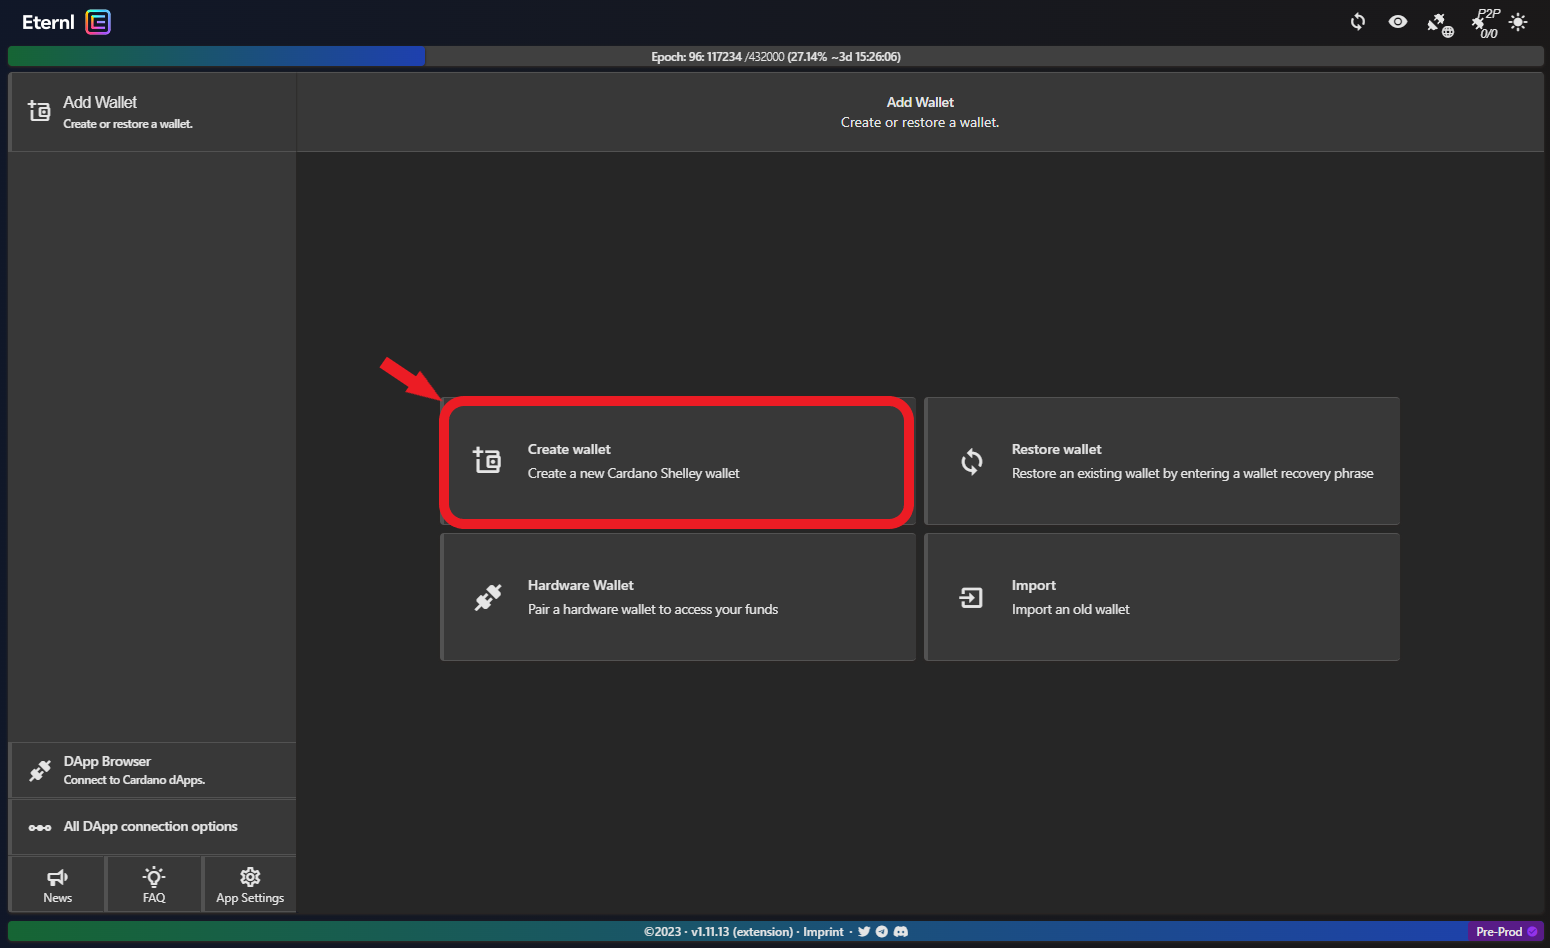 Eternl
P2P
0/0
Epoch: 96: 117234 /432000 (27.14% ~3d 15:26:06)
Add Wallet
Create or restore a wallet.
Add Wallet
Create or restore a wallet.
Create wallet
Create a new Cardano Shelley wallet
Restore wallet
Restore an existing wallet by entering a wallet recovery phrase
Hardware Wallet
Pair a hardware wallet to access your funds
Import
Import an old wallet
DApp Browser
Connect to Cardano dApps.
All DApp connection options
News
FAQ
App Settings
©2023 · v1.11.13 (extension) · Imprint ·
Pre-Prod